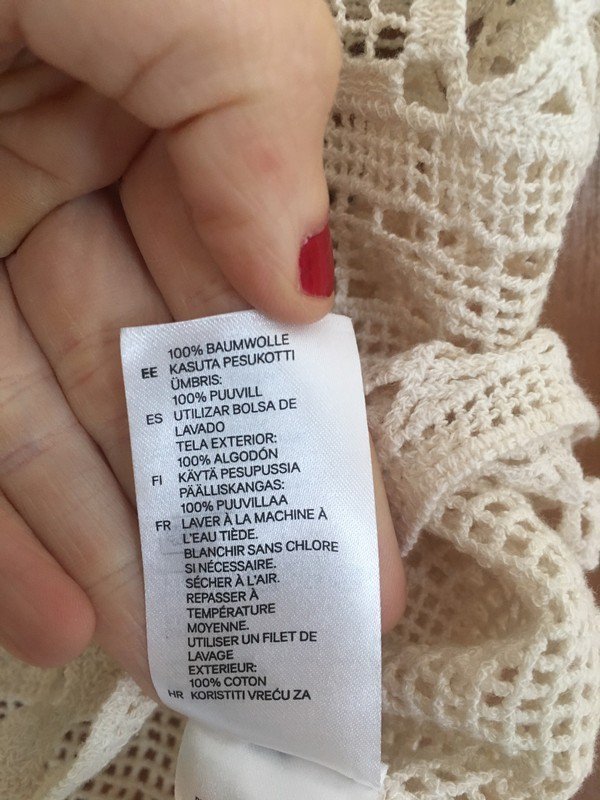 100% BAUMWOLLE
EE KASUTA PESUKOTTI
ÜMBRIS:
100% PUUVILL
ES UTILIZAR BOLSA DE
LAVADO
TELA EXTERIOR:
100% ALGODÓN
FI KÄYTÄ PESUPUSSIA
PÄÄLLISKANGAS:
100% PUUVILLAA
FR LAVER À LA MACHINE À
L'EAU TIÈDE.
BLANCHIR SANS CHLORE
SI NÉCESSAIRE.
SÉCHER À L'AIR.
REPASSER À
TEMPÉRATURE
MOYENNE.
UTILISER UN FILET DE
LAVAGE
EXTERIEUR:
100% COTON
HR KORISTITI VREĆU ZA